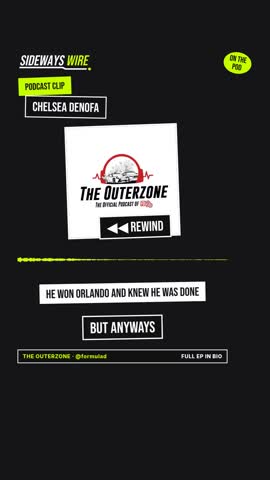 SIDEWAYS WIRE.
ON THE
POD
PODCAST CLIP
CHELSEA DENOFA
THE OUTERZONE
THE OFFICIAL PODCAST OF
REWIND
HE WON ORLANDO AND KNEW HE WAS DONE
BUT ANYWAYS
THE OUTERZONE · @formulad
FULL EP IN BIO